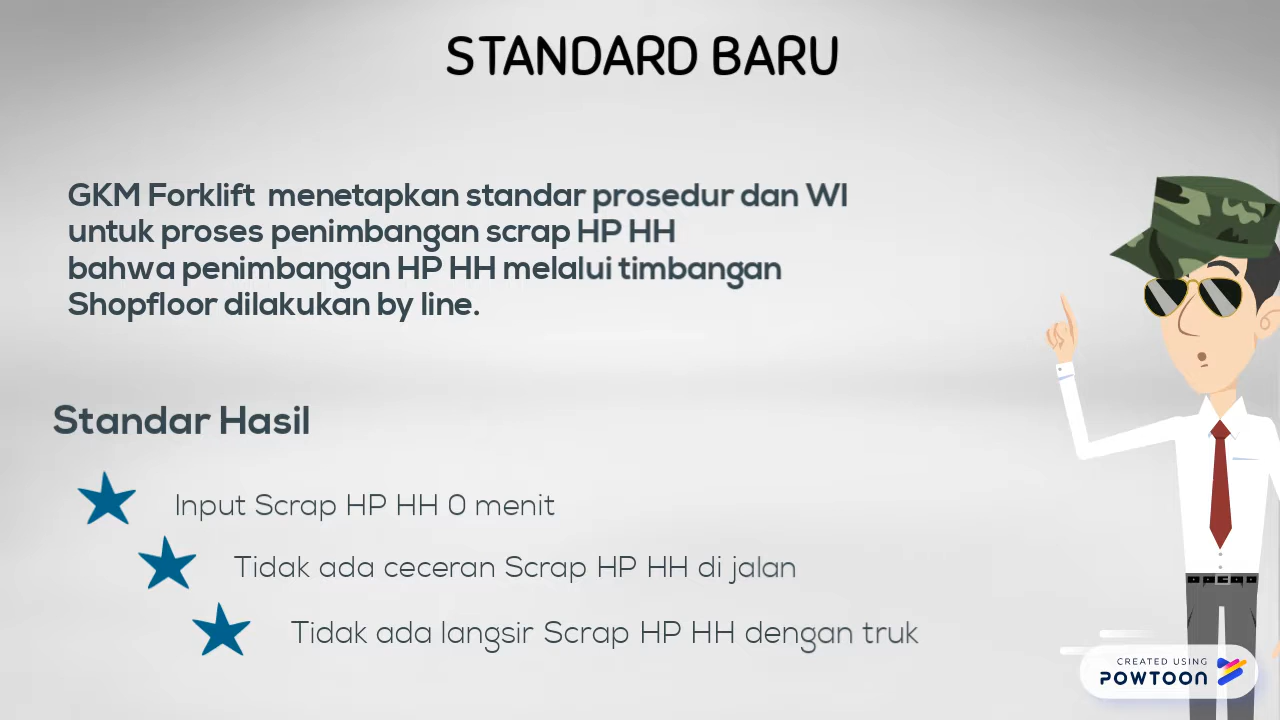 STANDARD BARU
GKM Forklift menetapkan standar prosedur dan WI
untuk proses penimbangan scrap HP HH
bahwa penimbangan HP HH melalui timbangan
Shopfloor dilakukan by line.
Standar Hasil
Input Scrap HP HH 0 menit
Tidak ada ceceran Scrap HP HH di jalan
Tidak ada langsir Scrap HP HH dengan truk
CREATED USING
POWTOON